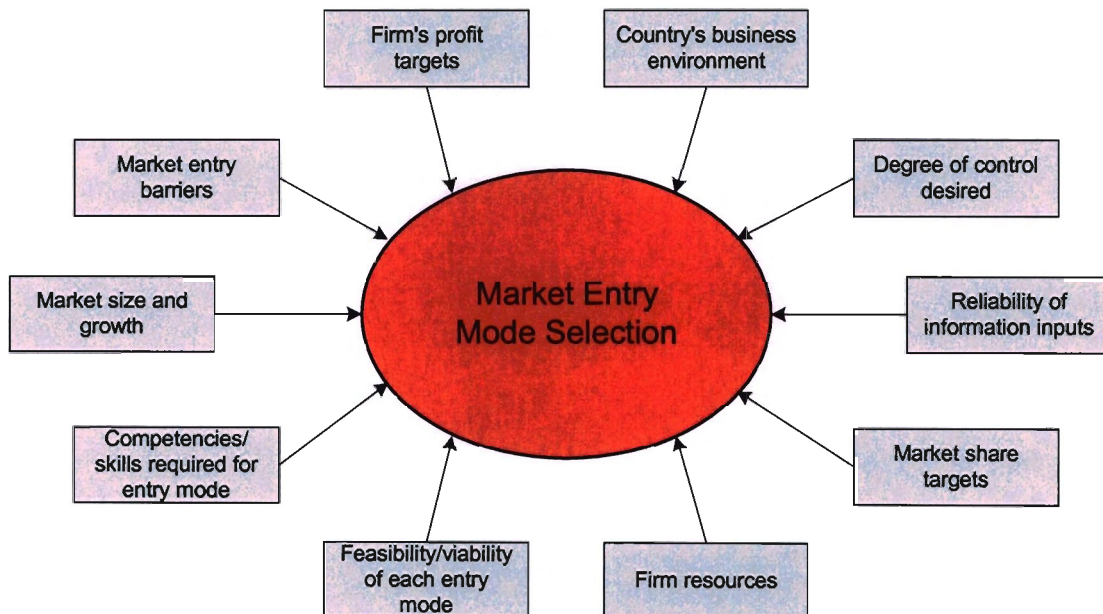 Firm's profit
targets
Country's business
environment
Market entry
barriers
Degree of control
desired
Market size and
growth
Market Entry
Mode Selection
Reliability of
information inputs
Competencies/
skills required for
entry mode
Market share
targets
Feasibility/viability
of each entry
mode
Firm resources